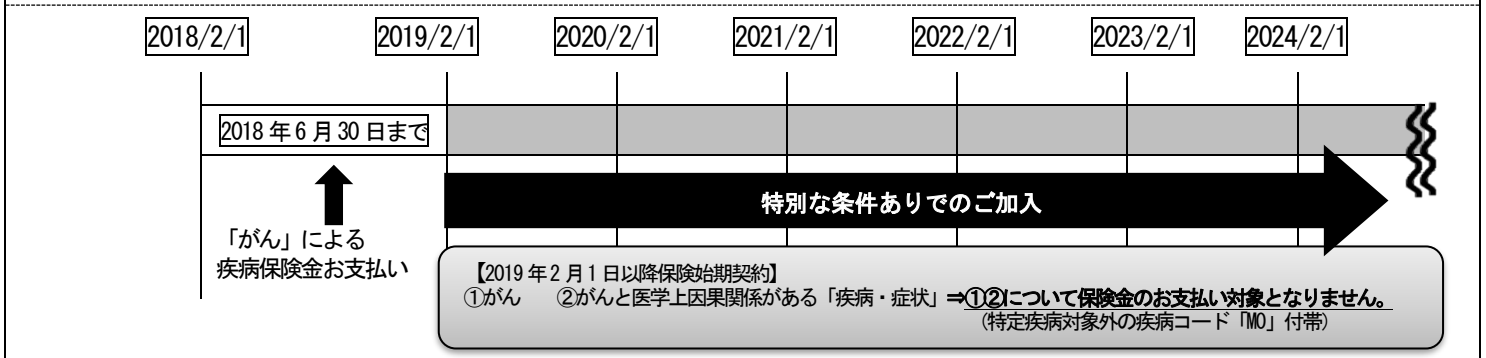 2018/2/1 2019/2/1 2020/2/1 2021/2/1 2022/2/1 2023/2/1 2024/2/1
2018年6月30日まで
特別な条件ありでのご加入
「がん」による
疾病保険金お支払い
【2019年2月1日以降保険始期契約】
①がん ②がんと医学上因果関係がある「疾病・症状」⇒①②について保険金のお支払い対象となりません。
(特定疾病対象外の疾病コード「M0」付帯)